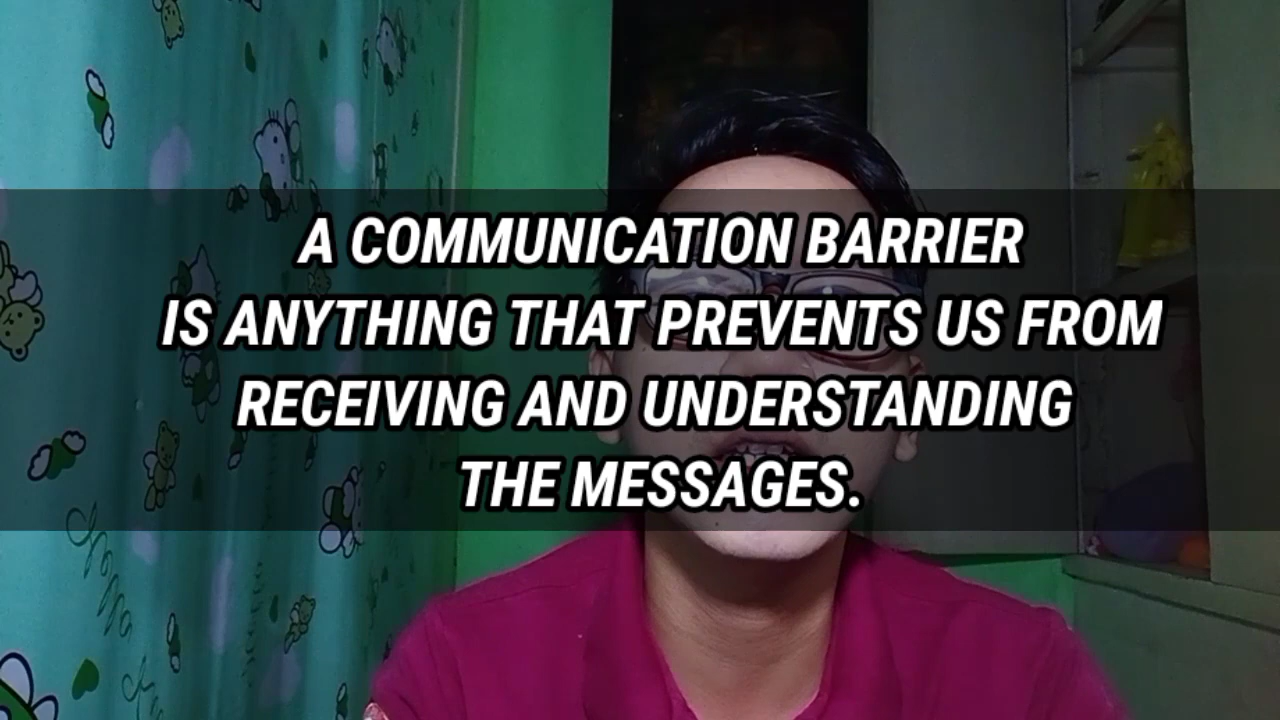 A COMMUNICATION BARRIER
IS ANYTHING THAT PREVENTS US FROM
RECEIVING AND UNDERSTANDING
THE MESSAGES.